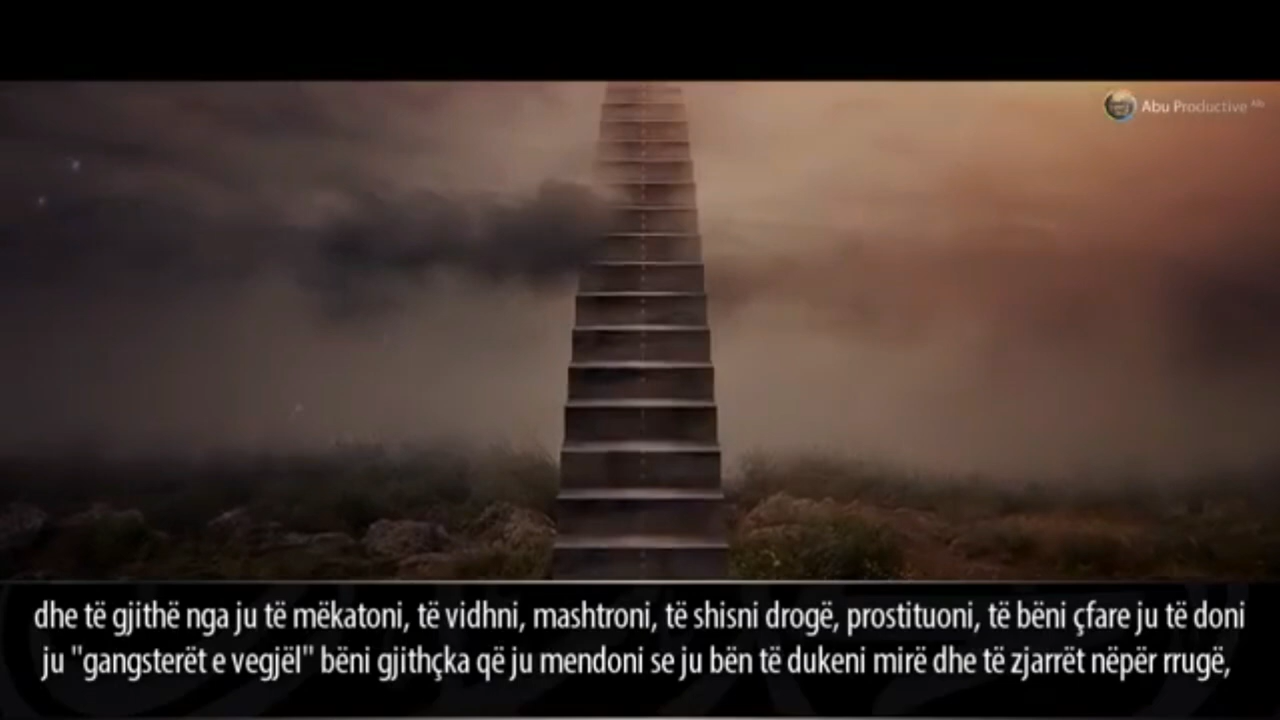 Abu Productive Alb
dhe të gjithë nga ju të mëkatoni, të vidhni, mashtroni, të shisni drogë, prostituoni, të bëni çfare ju të doni
ju "gangsterët e vegjël" bëni gjithçka që ju mendoni se ju bën të dukeni mirë dhe të zjarrët nëpër rrugë,